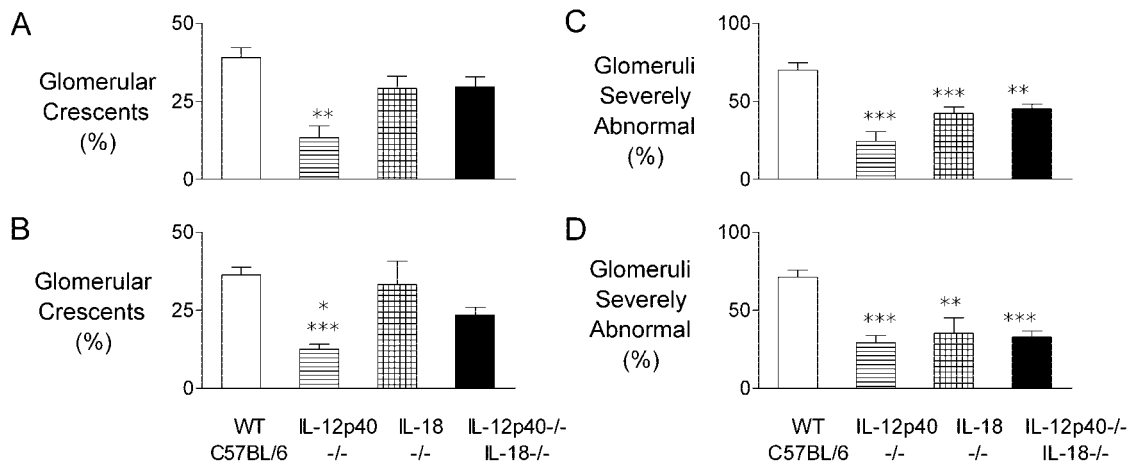 A
Glomerular
Crescents
(%)
50
25
0
**
B
Glomerular
Crescents
(%)
50
25
0
*
***
WT
C57BL/6
IL-12p40
-/-
IL-18
-/-
IL-12p40-/-
IL-18-/-
C
Glomeruli
Severely
Abnormal
(%)
100
50
0
***
***
**
D
Glomeruli
Severely
Abnormal
(%)
100
50
0
***
**
***
WT
C57BL/6
IL-12p40
-/-
IL-18
-/-
IL-12p40-/-
IL-18-/-